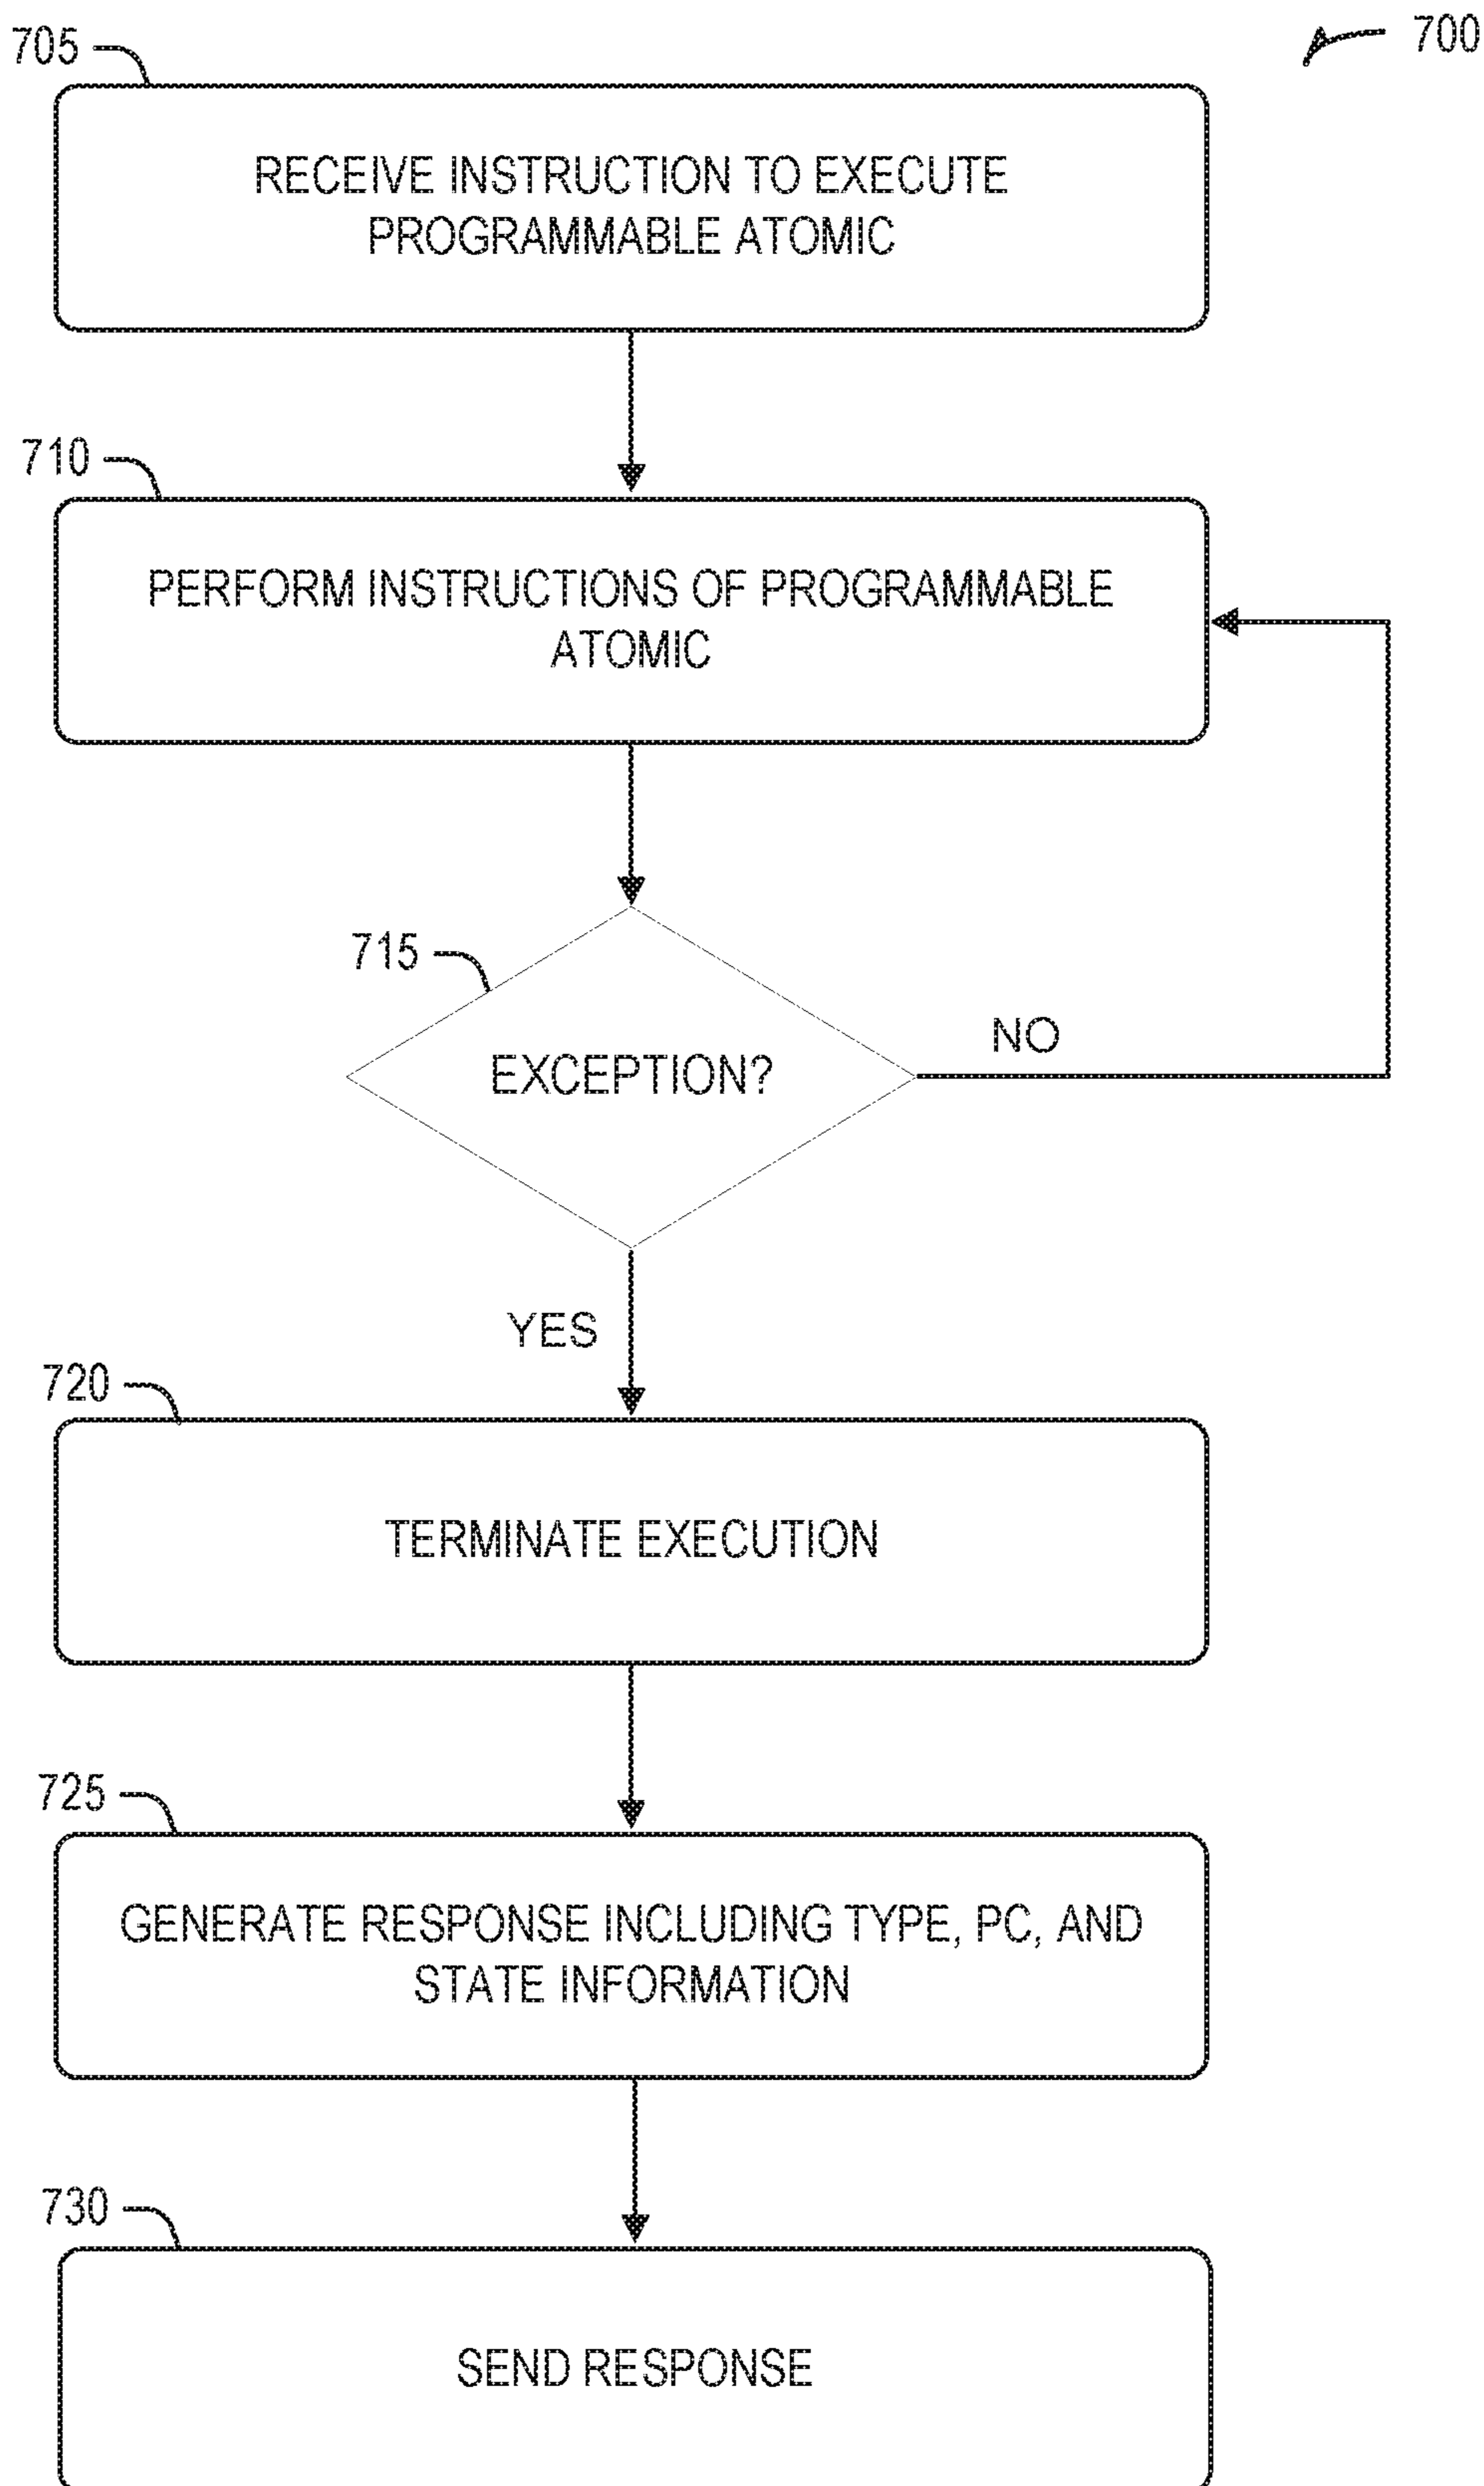 700
705
RECEIVE INSTRUCTION TO EXECUTE
PROGRAMMABLE ATOMIC
710
PERFORM INSTRUCTIONS OF PROGRAMMABLE
ATOMIC
715
EXCEPTION?
NO
YES
720
TERMINATE EXECUTION
725
GENERATE RESPONSE INCLUDING TYPE, PC, AND
STATE INFORMATION
730
SEND RESPONSE